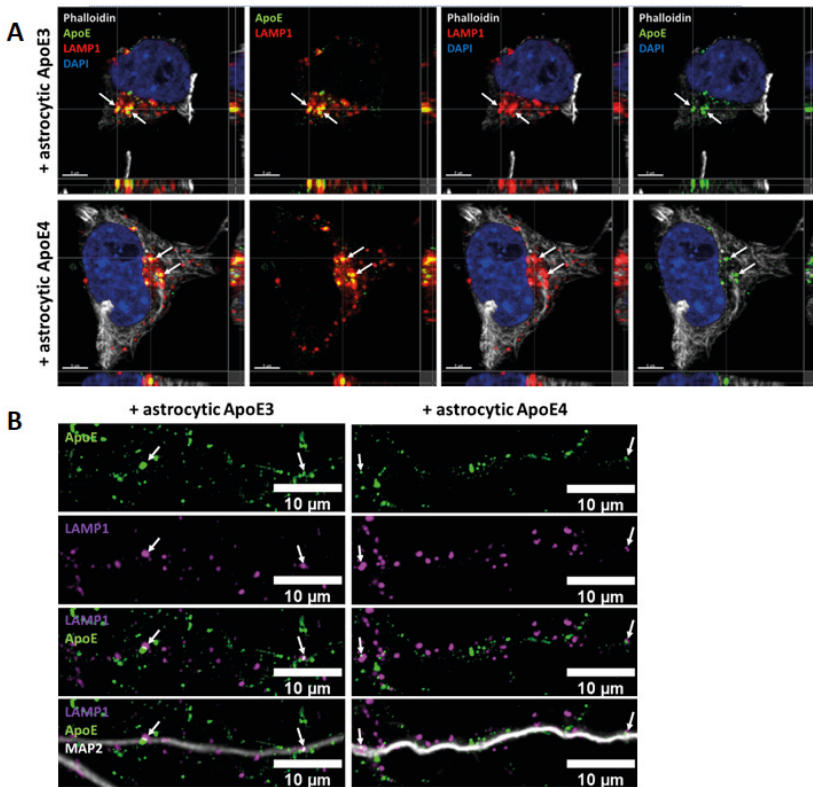 A
+ astrocytic ApoE3
Phalloidin
ApoE
LAMP1
DAPI
ApoE
LAMP1
Phalloidin
LAMP1
DAPI
Phalloidin
ApoE
DAPI
+ astrocytic ApoE4
B
+ astrocytic ApoE3
+ astrocytic ApoE4
ApoE
10 µm
10 µm
LAMP1
10 µm
10 µm
LAMP1
ApoE
10 µm
10 µm
LAMP1
ApoE
MAP2
10 µm
10 µm